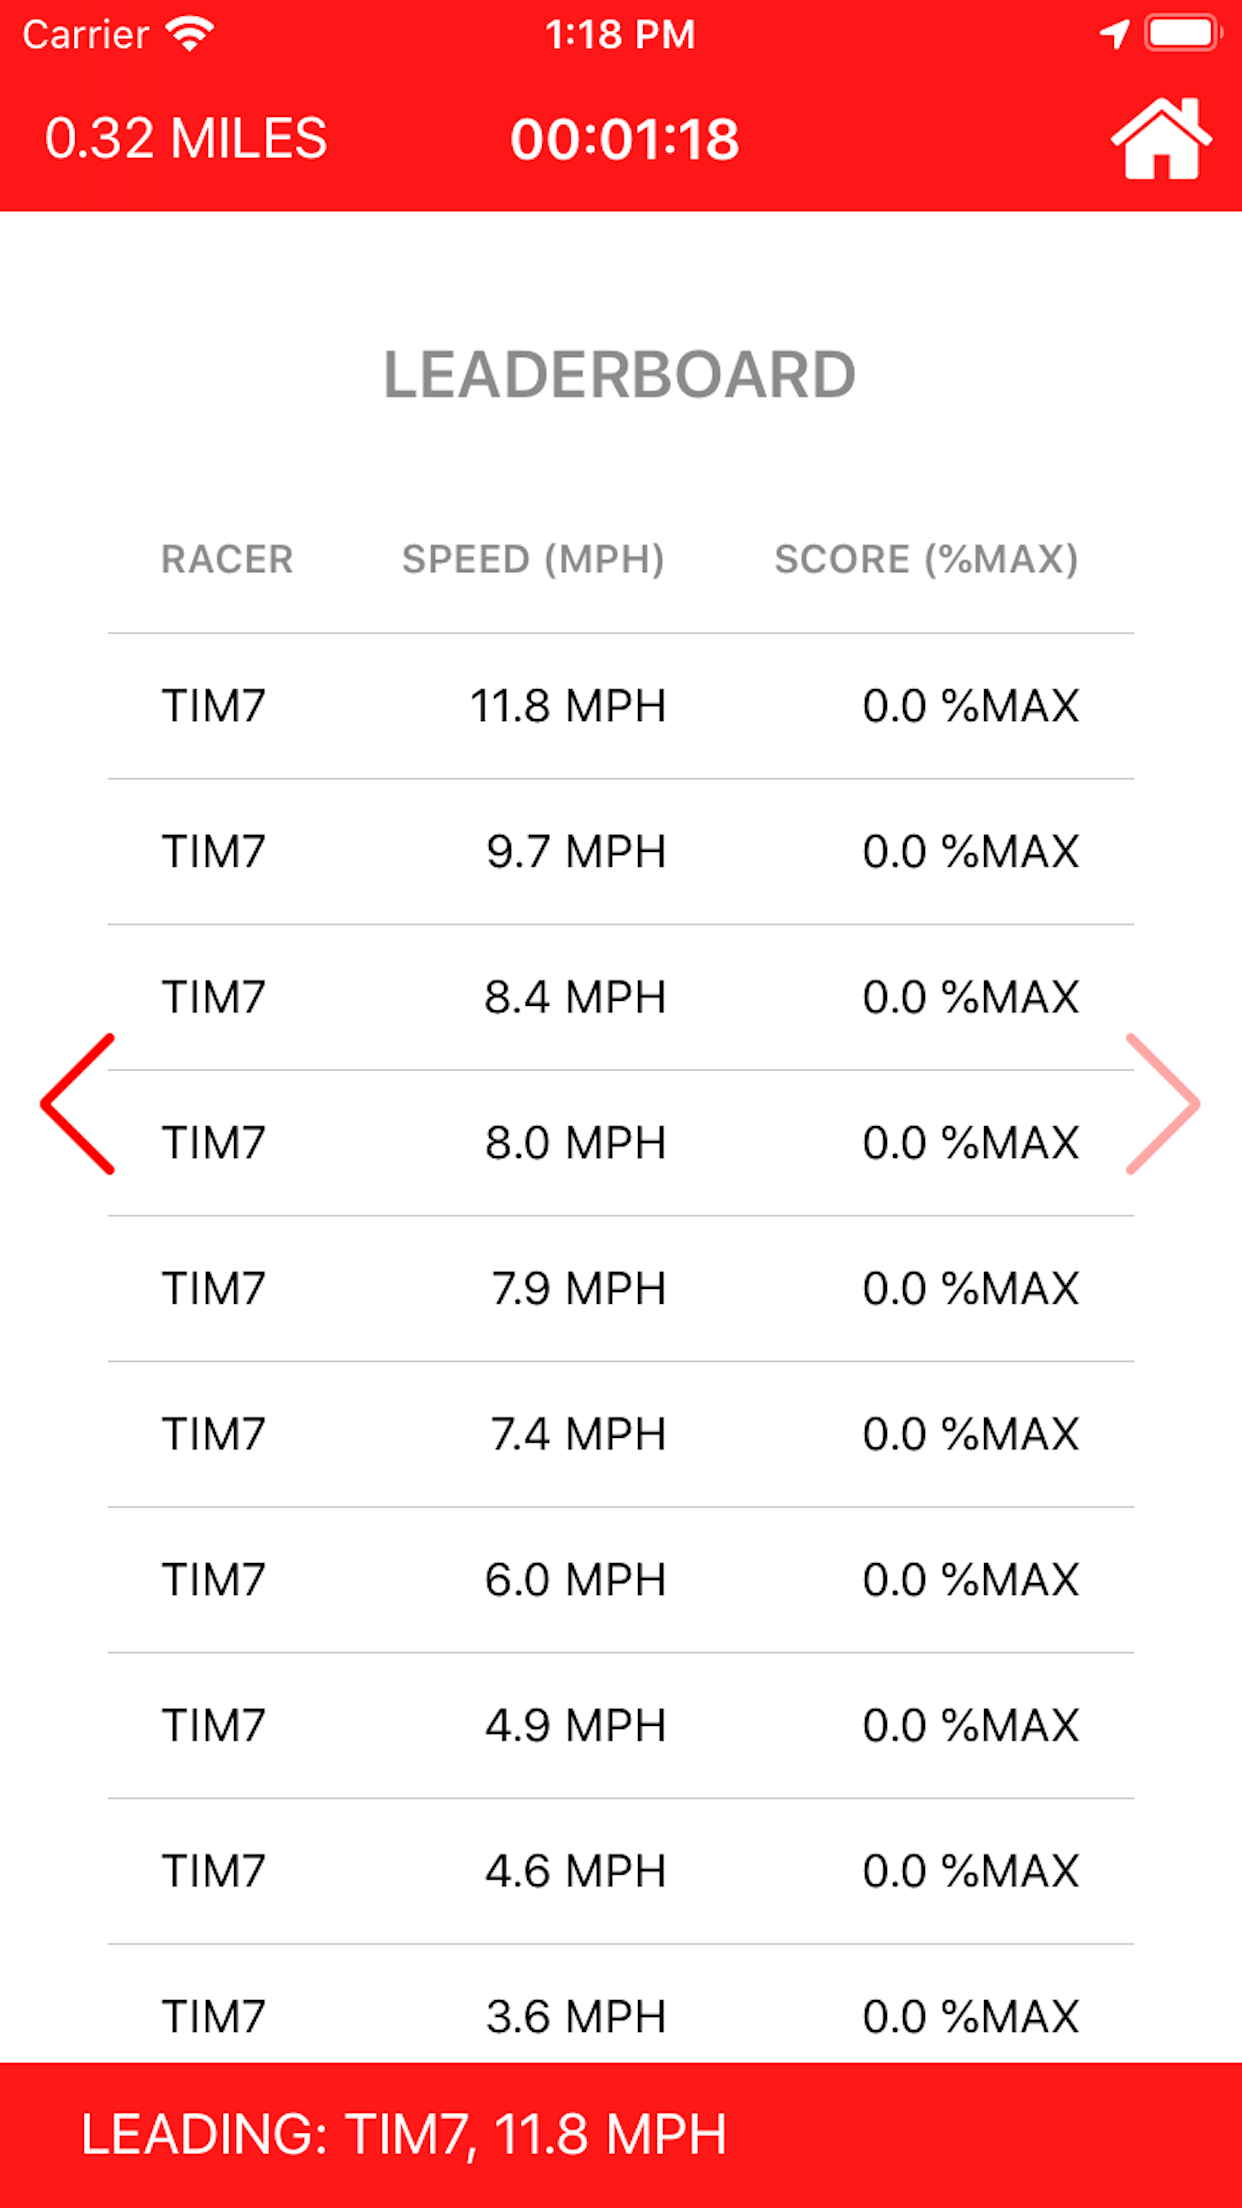 Carrier 1:18 PM
0.32 MILES 00:01:18
LEADERBOARD
RACER SPEED (MPH) SCORE (%MAX)
TIM7 11.8 MPH 0.0 %MAX
TIM7 9.7 MPH 0.0 %MAX
TIM7 8.4 MPH 0.0 %MAX
TIM7 8.0 MPH 0.0 %MAX
TIM7 7.9 MPH 0.0 %MAX
TIM7 7.4 MPH 0.0 %MAX
TIM7 6.0 MPH 0.0 %MAX
TIM7 4.9 MPH 0.0 %MAX
TIM7 4.6 MPH 0.0 %MAX
TIM7 3.6 MPH 0.0 %MAX
LEADING: TIM7, 11.8 MPH